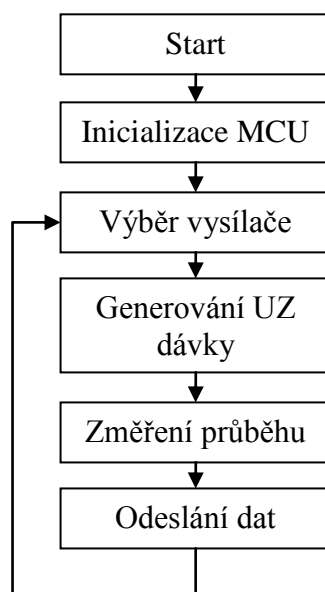 Start
Inicializace MCU
Výběr vysílače
Generování UZ
dávky
Změření průběhu
Odeslání dat